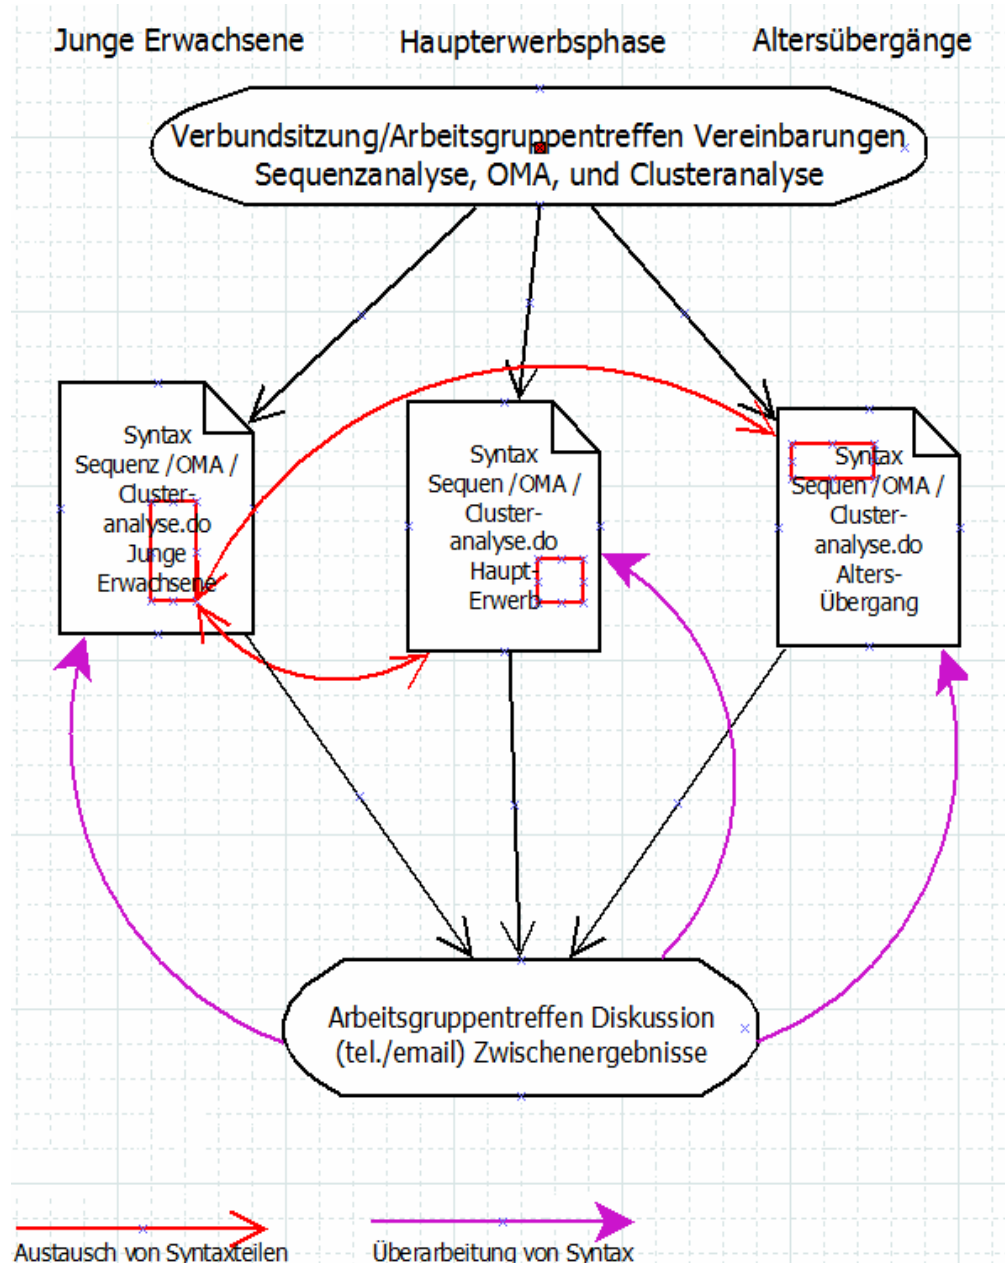 Junge Erwachsene
Haupterwerbsphase
Altersübergänge
Verbundsitzung/Arbeitsgruppentreffen Vereinbarungen
Sequenzanalyse, OMA, und Clusteranalyse
Syntax
Sequenz /OMA /
Cluster-
analyse.do
Junge
Erwachsene
Syntax
Sequen /OMA /
Cluster-
analyse.do
Haupt-
Erwerb
Syntax
Sequen /OMA /
Cluster-
analyse.do
Alters-
Übergang
Arbeitsgruppentreffen Diskussion
(tel./email) Zwischenergebnisse
Austausch von Syntaxteilen
Überarbeitung von Syntax